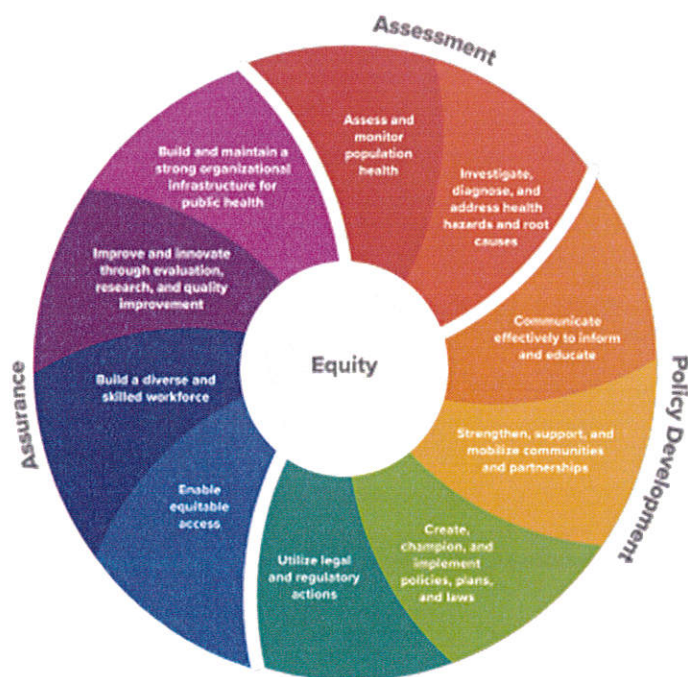 Assessment
Assess and
monitor
population
health
Investigate,
diagnose, and
address health
hazards and root
causes
Policy Development
Communicate
effectively to inform
and educate
Strengthen, support, and
mobilize communities
and partnerships
Create,
champion, and
implement
policies, plans,
and laws
Utilize legal
and regulatory
actions
Assurance
Enable
equitable
access
Build a diverse and
skilled workforce
Improve and innovate
through evaluation,
research, and quality
improvement
Build and maintain a
strong organizational
infrastructure for
public health
Equity